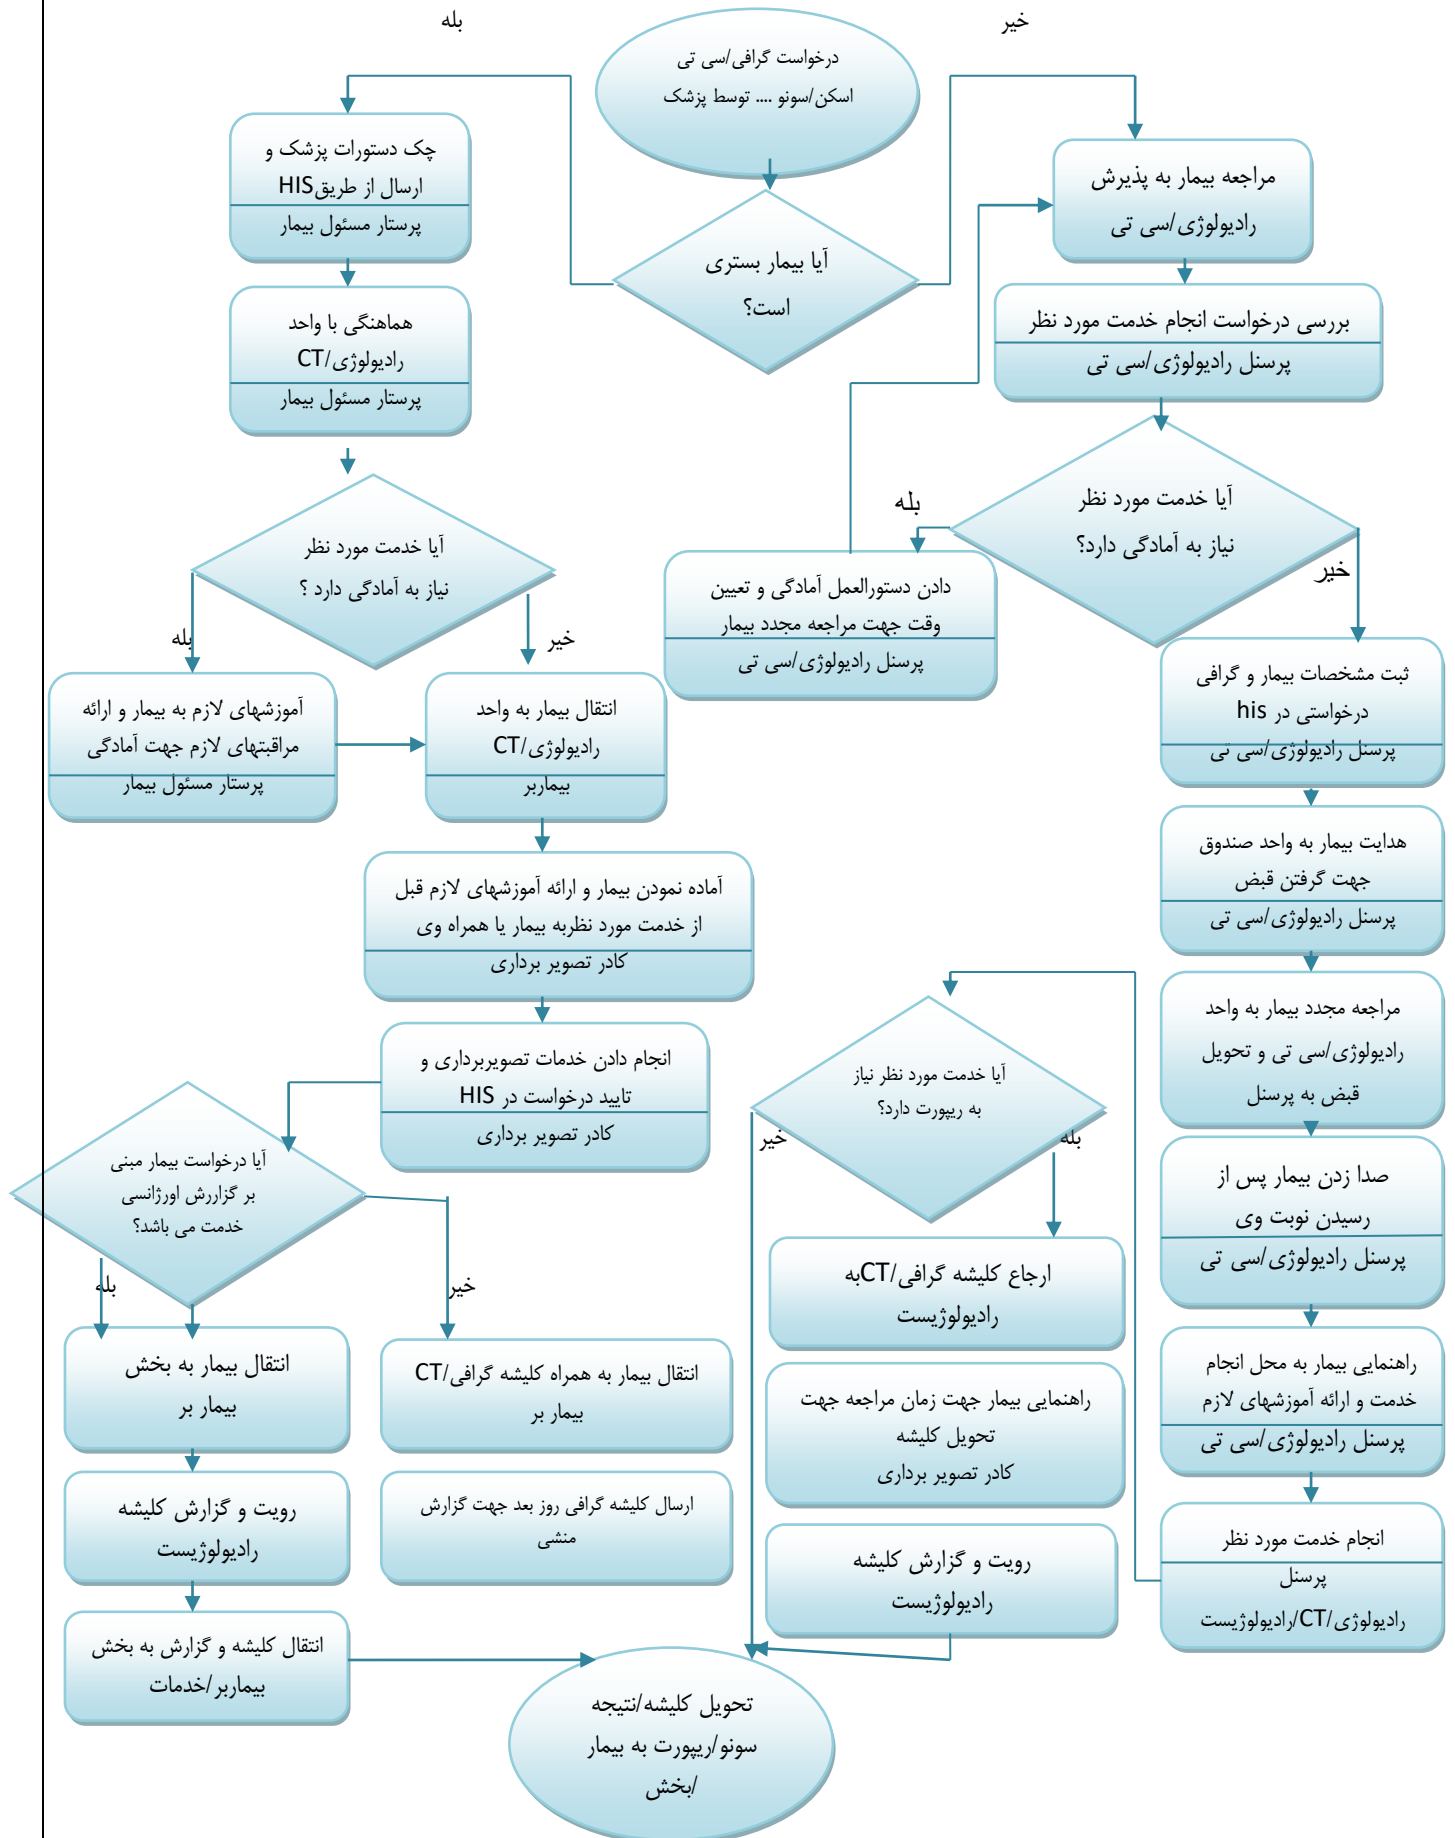 بله
خیر
درخواست گرافی/سی تی
اسکن/سونو .... توسط پزشک
چک دستورات پزشک و
ارسال از طریقHIS
پرستار مسئول بیمار
مراجعه بیمار به پذیرش
رادیولوژی/سی تی
آیا بیمار بستری
است؟
هماهنگی با واحد
رادیولوژی/CT
پرستار مسئول بیمار
بررسی درخواست انجام خدمت مورد نظر
پرسنل رادیولوژی/سی تی
آیا خدمت مورد نظر
نیاز به آمادگی دارد ؟
بله
خیر
آیا خدمت مورد نظر
نیاز به آمادگی دارد؟
بله
خیر
دادن دستورالعمل آمادگی و تعیین
وقت جهت مراجعه مجدد بیمار
پرسنل رادیولوژی/سی تی
آموزشهای لازم به بیمار و ارائه
مراقبتهای لازم جهت آمادگی
پرستار مسئول بیمار
انتقال بیمار به واحد
رادیولوژی/CT
بیماربر
ثبت مشخصات بیمار و گرافی
درخواستی در his
پرسنل رادیولوژی/سی تی
هدایت بیمار به واحد صندوق
جهت گرفتن قبض
پرسنل رادیولوژی/سی تی
آماده نمودن بیمار و ارائه آموزشهای لازم قبل
از خدمت مورد نظربه بیمار یا همراه وی
کادر تصویر برداری
مراجعه مجدد بیمار به واحد
رادیولوژی/سی تی و تحویل
قبض به پرسنل
انجام دادن خدمات تصویربرداری و
تایید درخواست در HIS
کادر تصویر برداری
آیا خدمت مورد نظر نیاز
به ریپورت دارد؟
خیر
بله
آیا درخواست بیمار مبنی
بر گزاررش اورژانسی
خدمت می باشد؟
بله
خیر
صدا زدن بیمار پس از
رسیدن نوبت وی
پرسنل رادیولوژی/سی تی
ارجاع کلیشه گرافی/CTبه
رادیولوژیست
انتقال بیمار به بخش
بیمار بر
انتقال بیمار به همراه کلیشه گرافی/CT
بیمار بر
راهنمایی بیمار به محل انجام
خدمت و ارائه آموزشهای لازم
پرسنل رادیولوژی/سی تی
راهنمایی بیمار جهت زمان مراجعه جهت
تحویل کلیشه
کادر تصویر برداری
رویت و گزارش کلیشه
رادیولوژیست
ارسال کلیشه گرافی روز بعد جهت گزارش
منشی
رویت و گزارش کلیشه
رادیولوژیست
انجام خدمت مورد نظر
پرسنل
رادیولوژی/CT/رادیولوژیست
انتقال کلیشه و گزارش به بخش
بیماربر/خدمات
تحویل کلیشه/نتیجه
سونو/ریپورت به بیمار
/بخش